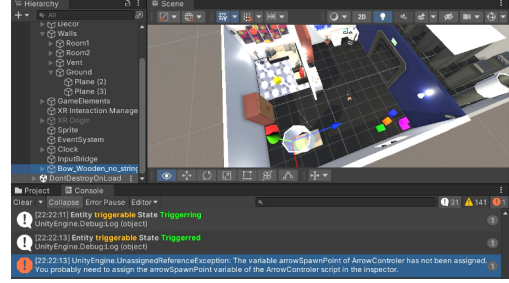 Hierarchy
All
Decor
Walls
Room1
Room2
Vent
Ground
Plane (2)
Plane (3)
GameElements
XR Interaction Manage
XR Origin
Sprite
EventSystem
Clock
InputBridge
Bow_Wooden_no_string
DontDestroyOnLoad
Scene
2D
Project
Console
Clear
Collapse
Error Pause
Editor
31
141
1
[22:22:11] Entity triggerable State Triggerring
UnityEngine.Debug:Log (object)
1
[22:22:13] Entity triggerable State Triggerred
UnityEngine.Debug:Log (object)
1
[22:22:13] UnityEngine.UnassignedReferenceException: The variable arrowSpawnPoint of ArrowControler has not been assigned.
You probably need to assign the arrowSpawnPoint variable of the ArrowControler script in the inspector.
1